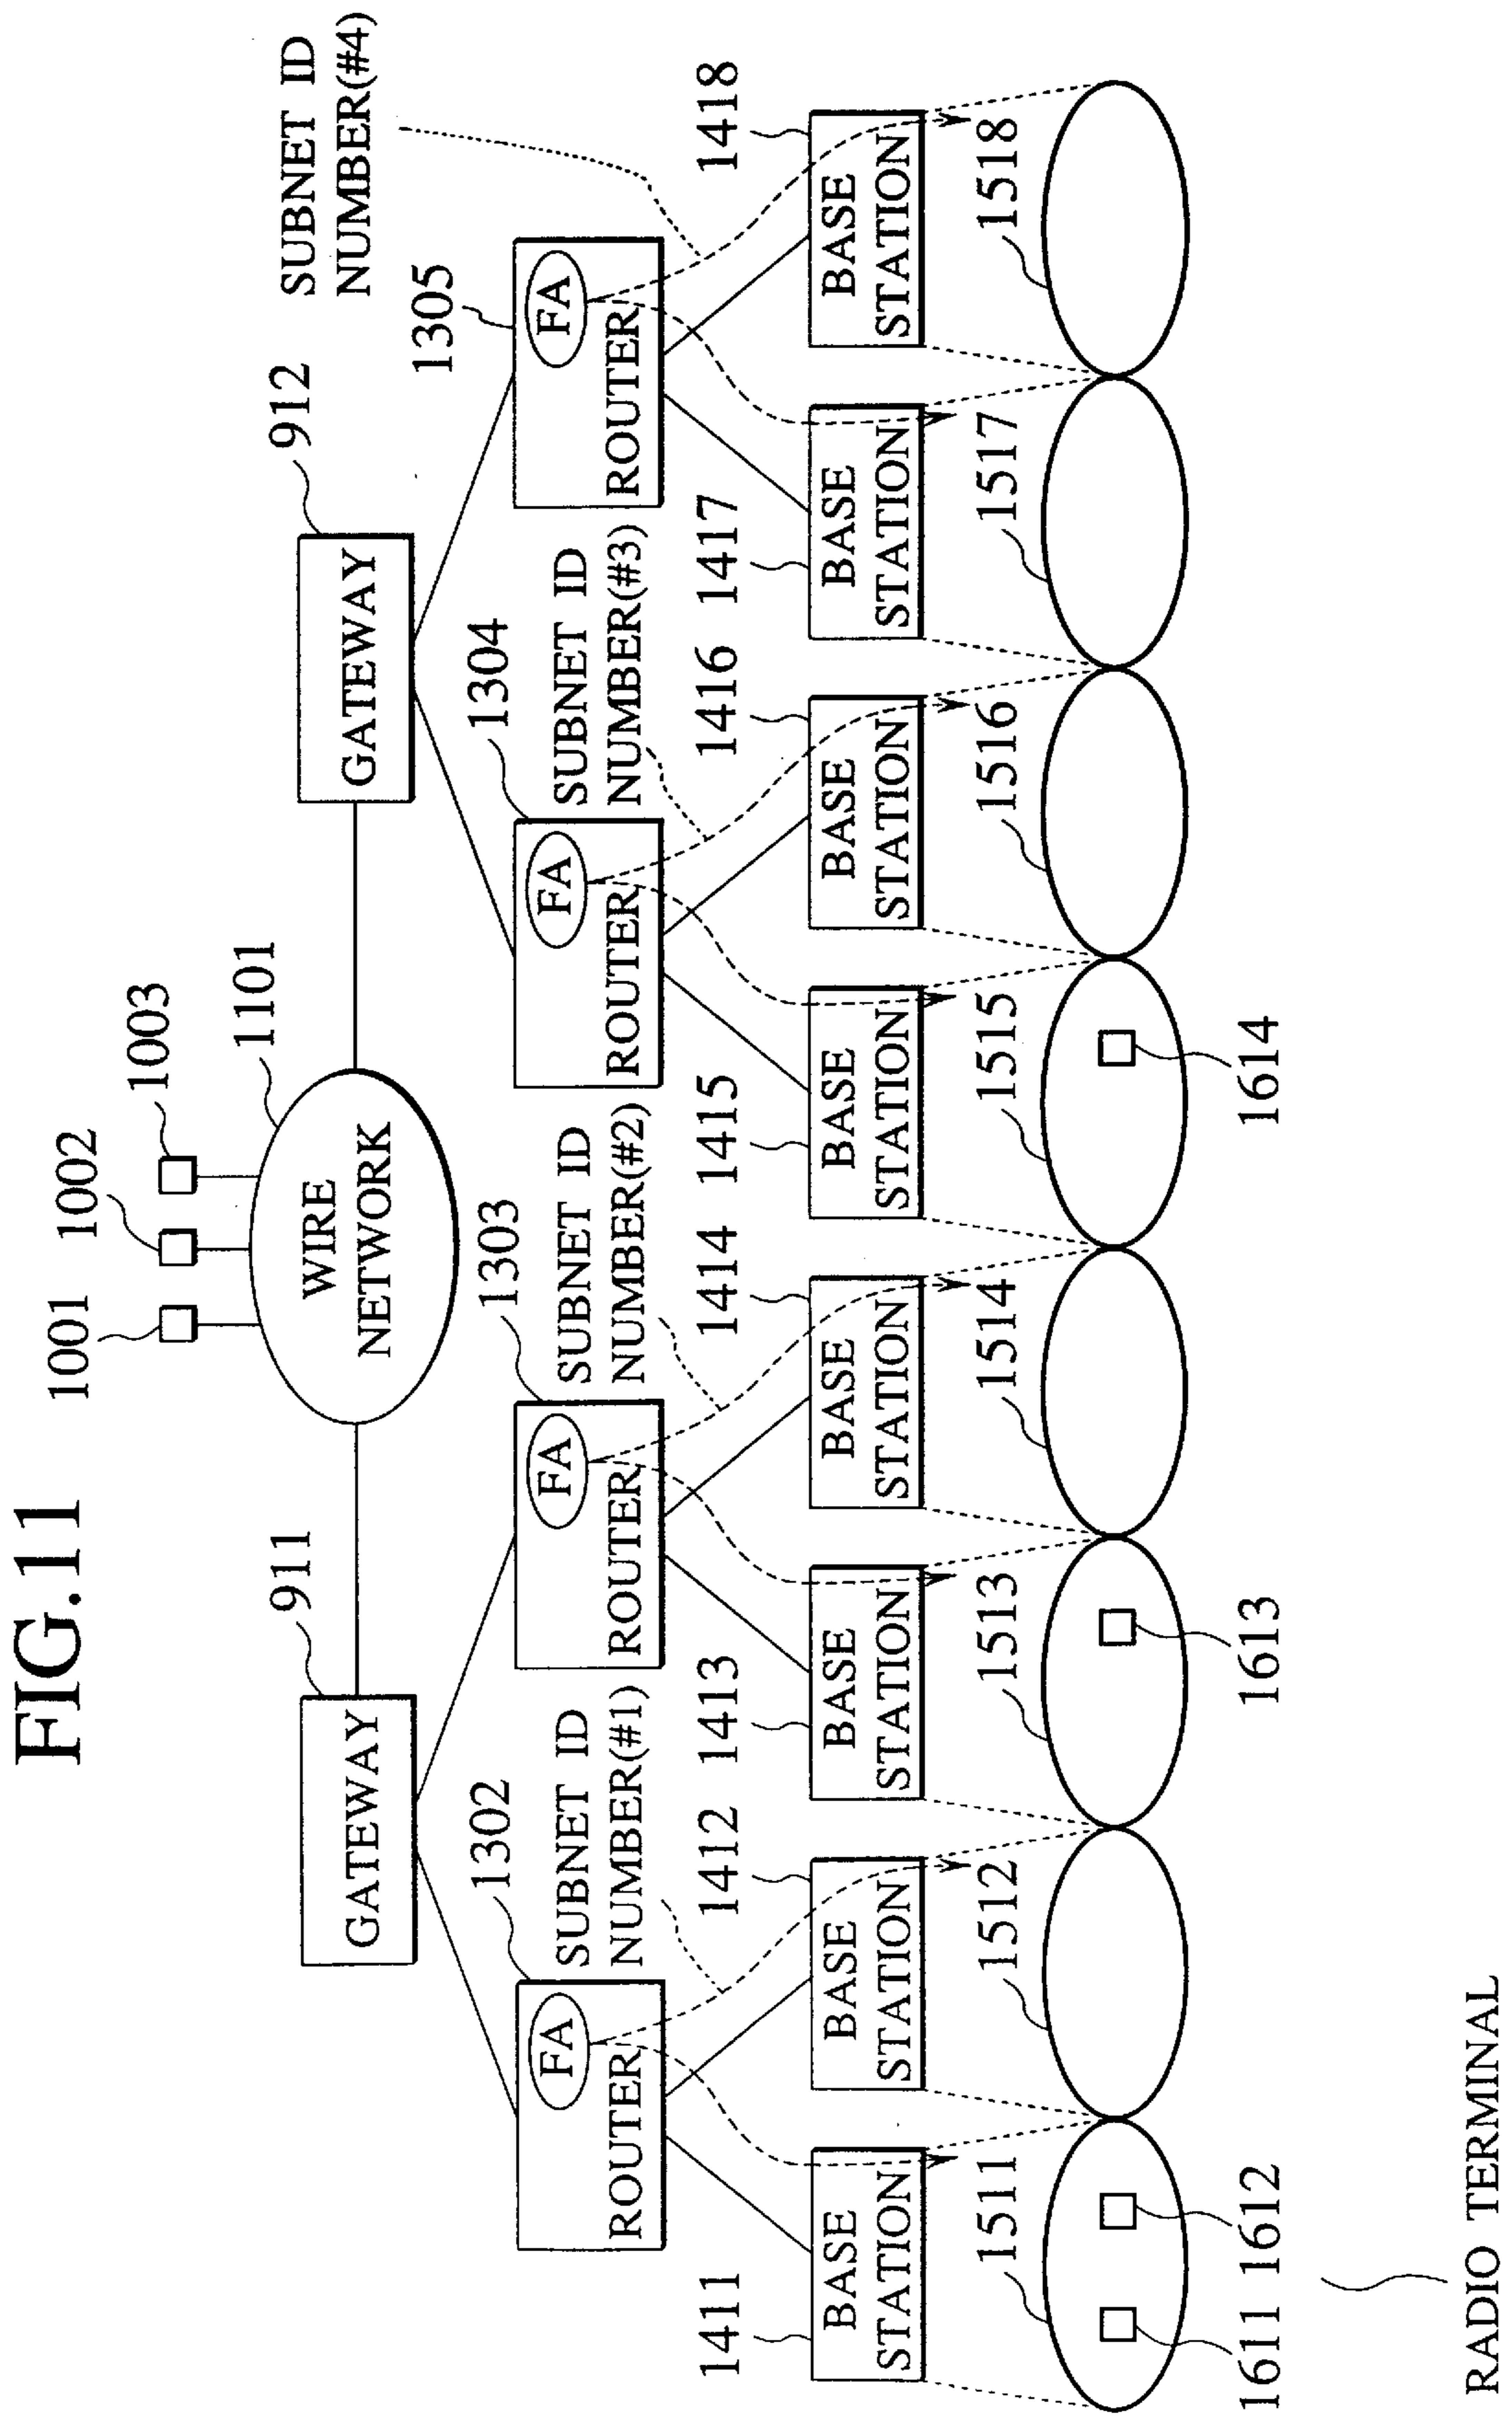 FIG.11
1001
1002
1003
1101
WIRE
NETWORK
911
GATEWAY
912
GATEWAY
1302
FA
ROUTER
SUBNET ID
NUMBER(#1)
1303
FA
ROUTER
SUBNET ID
NUMBER(#2)
1304
FA
ROUTER
SUBNET ID
NUMBER(#3)
1305
FA
ROUTER
SUBNET ID
NUMBER(#4)
1411
BASE
STATION
1412
BASE
STATION
1413
BASE
STATION
1414
BASE
STATION
1415
BASE
STATION
1416
BASE
STATION
1417
BASE
STATION
1418
BASE
STATION
1511
1512
1513
1514
1515
1516
1517
1518
1611
1612
1613
1614
RADIO TERMINAL